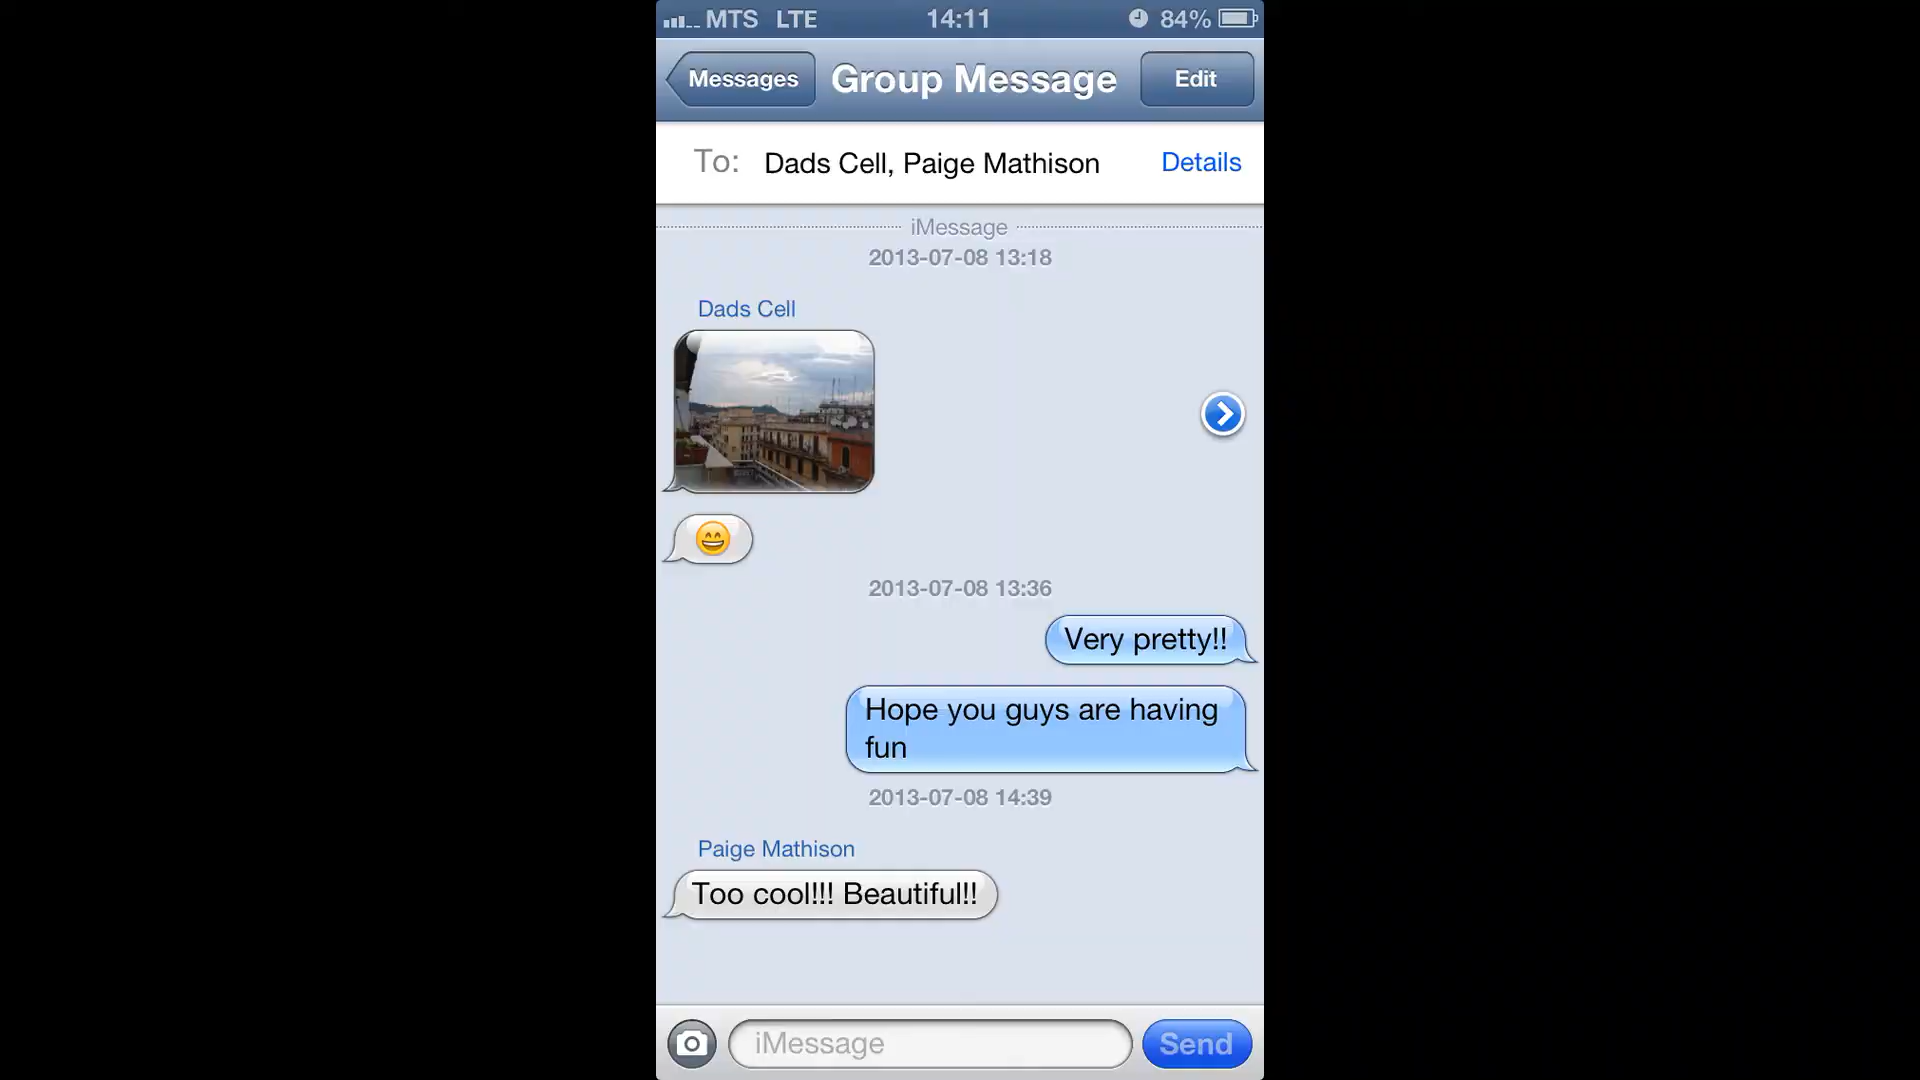 MTS LTE 14:11 84%
Messages Group Message Edit
To: Dads Cell, Paige Mathison Details
iMessage
2013-07-08 13:18
Dads Cell
2013-07-08 13:36
Very pretty!!
Hope you guys are having
fun
2013-07-08 14:39
Paige Mathison
Too cool!!! Beautiful!!
iMessage Send